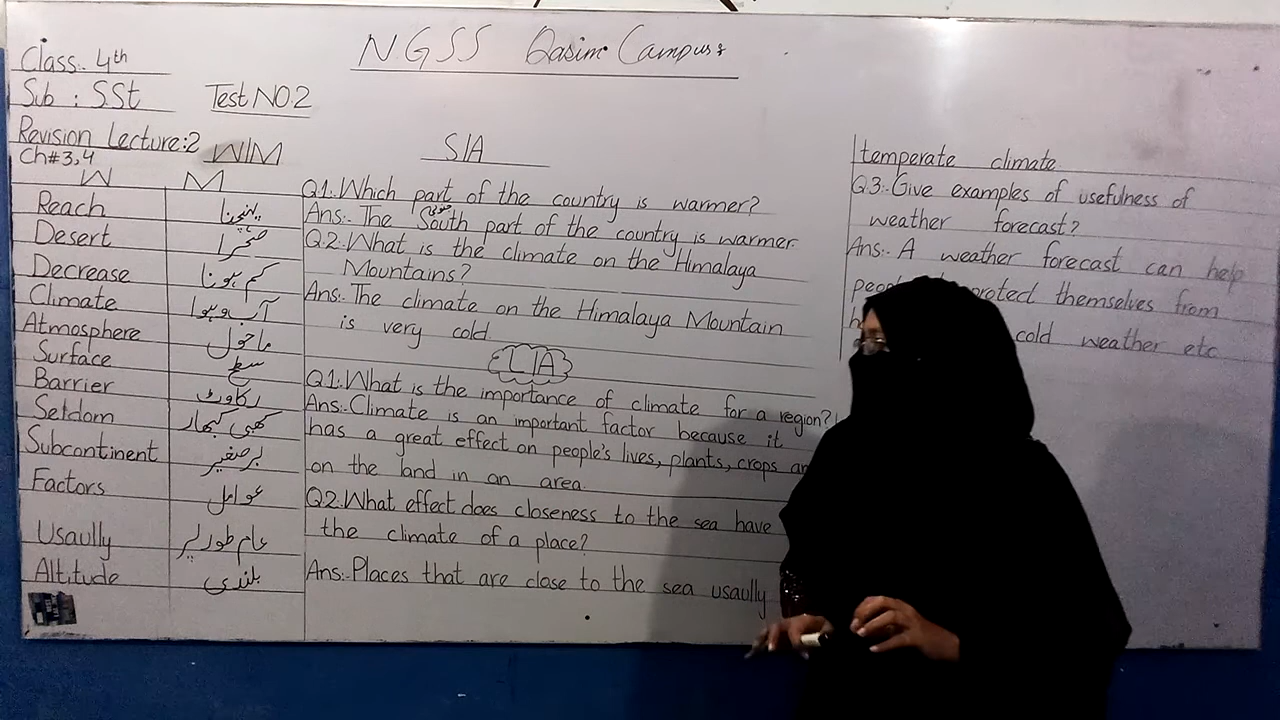 NGSS Qasim Campus
Class:. 4th
Sub : SSt
Test NO.2
Revision Lecture:2
Ch#3,4
W/M
W M
Reach پہنچنا
Desert صحرا
Decrease کم ہونا
Climate آب و ہوا
Atmosphere ماحول
Surface سطح
Barrier رکاوٹ
Seldom کبھی کبھار
Subcontinent برصغیر
Factors عوامل
Usaully عام طور پر
Altitude بلندی
S/A
Q1:.Which part of the country is warmer?
جنوبی
Ans:. The South part of the country is warmer.
Q.2:.What is the climate on the Himalaya
Mountains?
Ans:. The climate on the Himalaya Mountain
is very cold.
L/A
Q1:.What is the importance of climate for a region?
Ans:.Climate is an important factor because it
has a great effect on people's lives, plants, crops
on the land in an area.
Q.2:.What effect does closeness to the sea have
the climate of a place?
Ans:-Places that are close to the sea usaully
temperate climate.
Q.3:-Give examples of usefulness of
weather forecast?
Ans:. A weather forecast can help
protect themselves from
cold weather etc